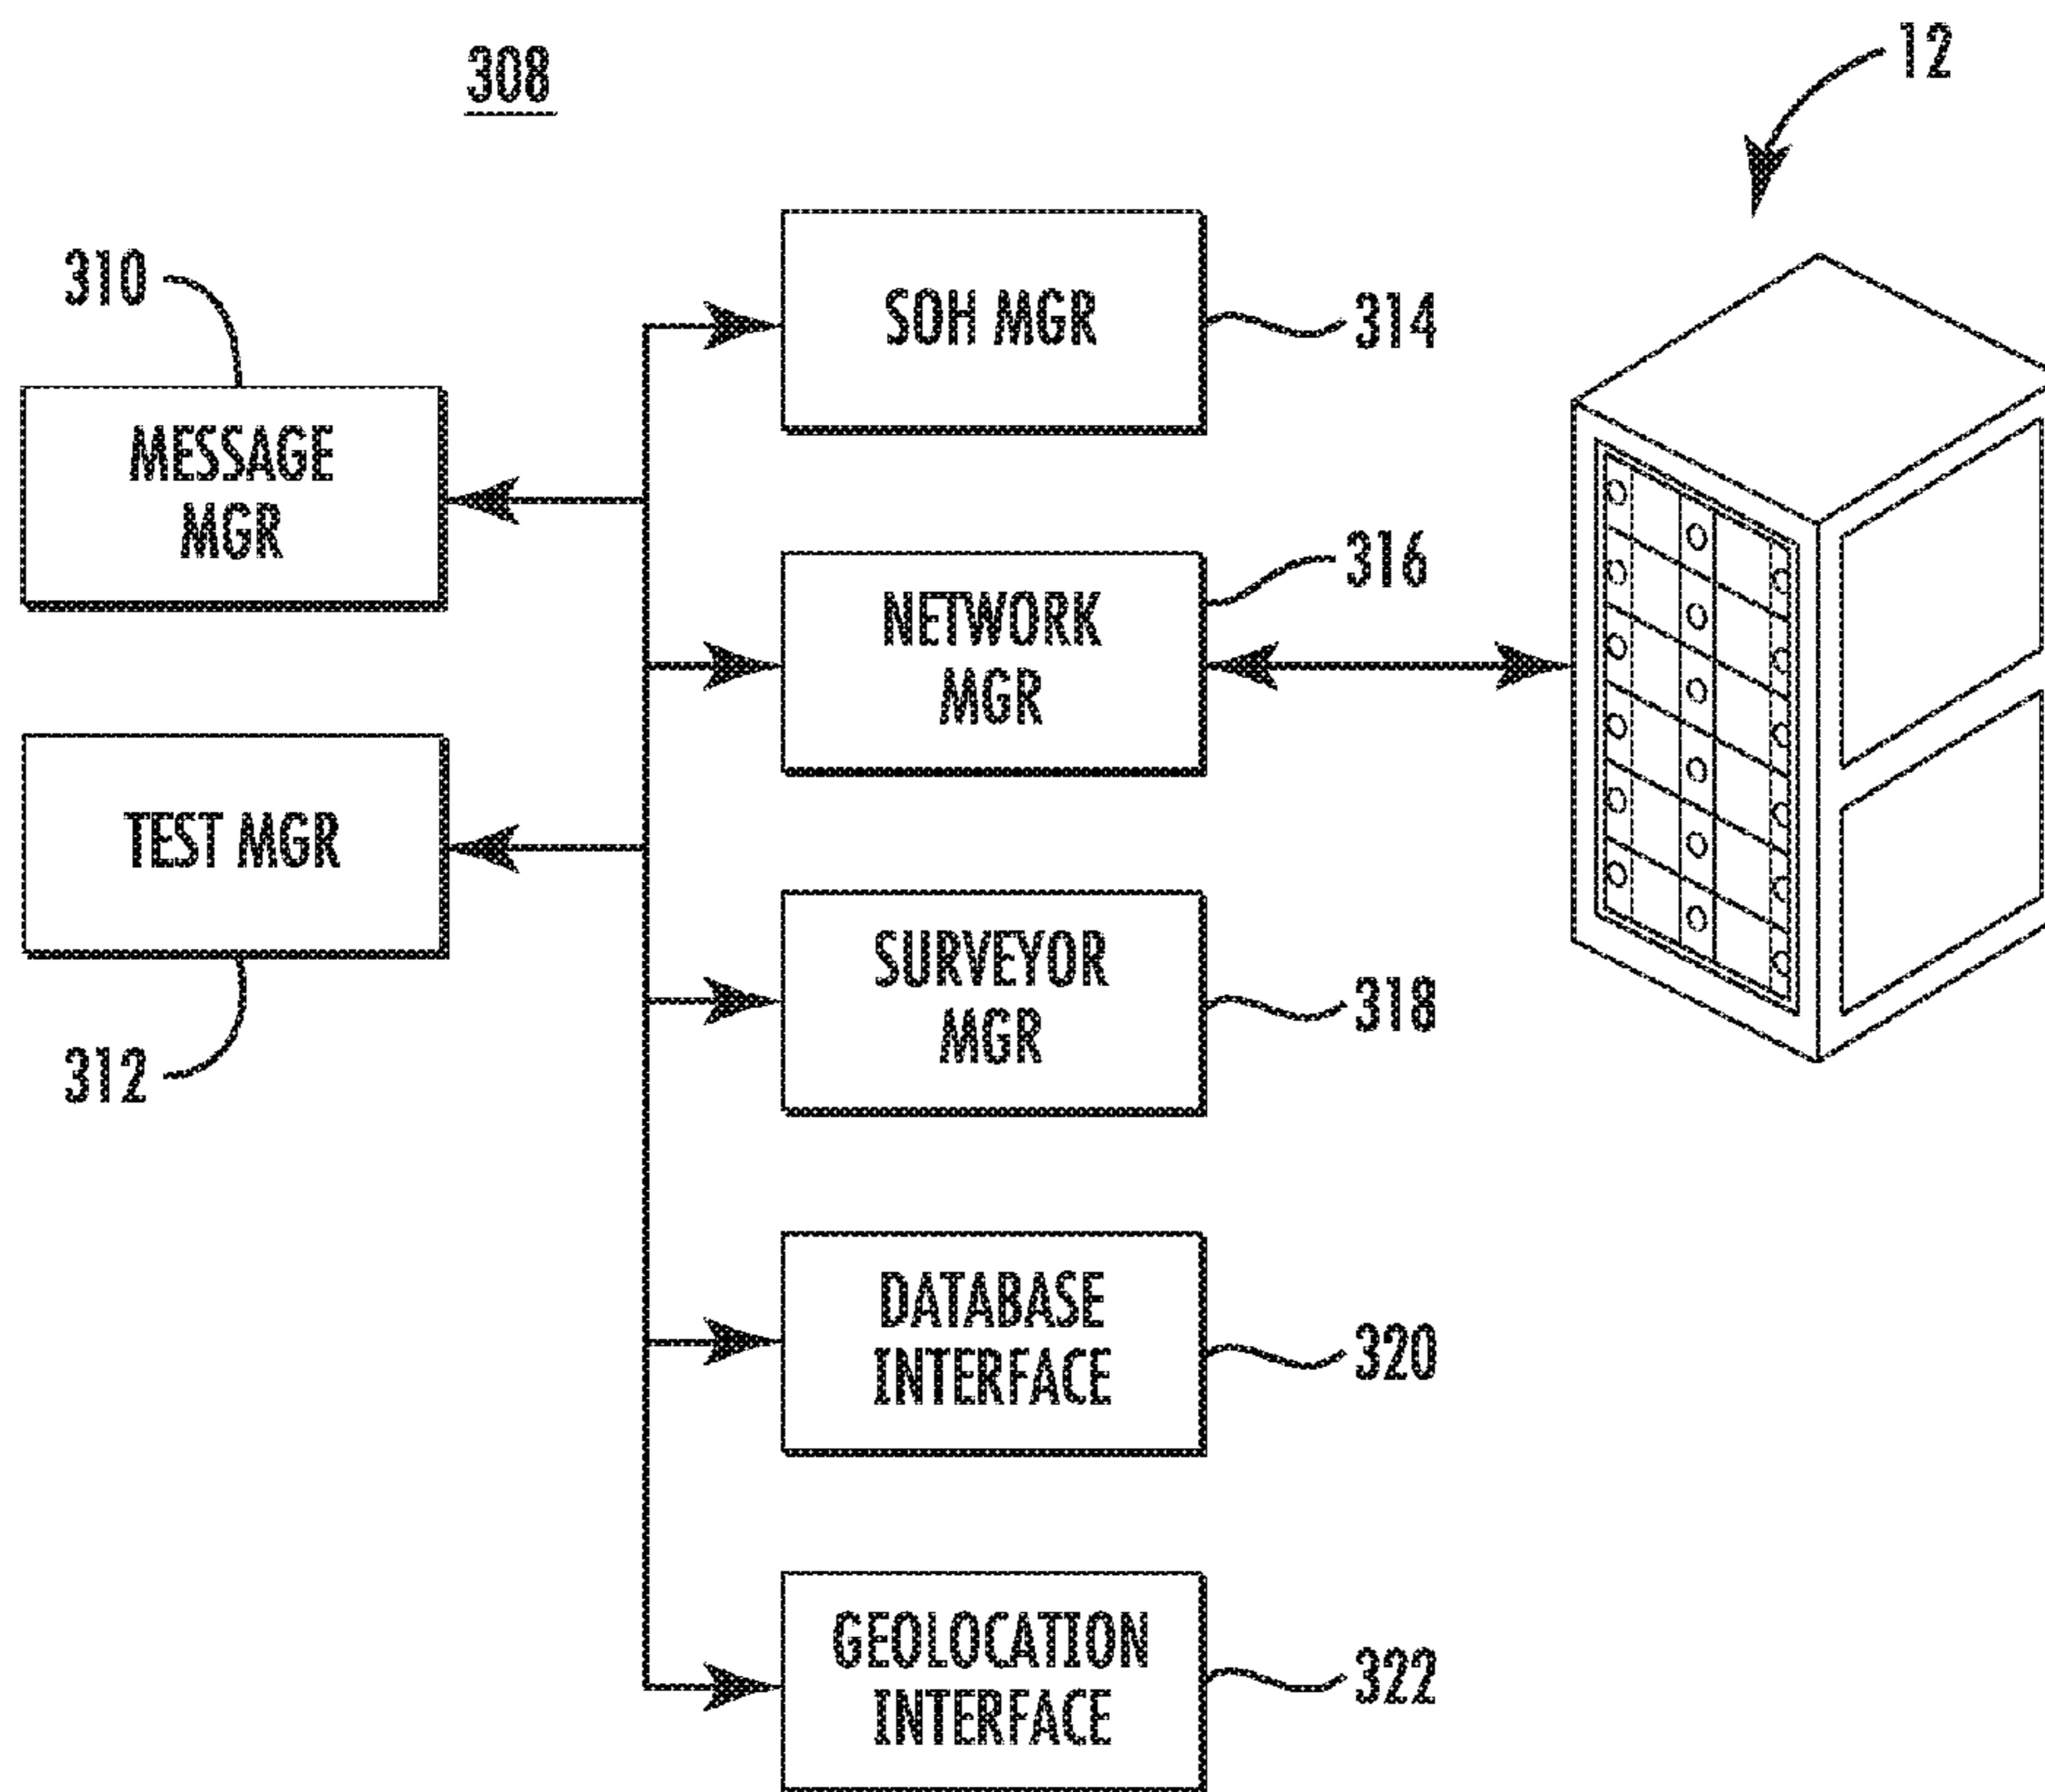 308
12
310
SOH MGR
314
MESSAGE
MGR
316
NETWORK
MGR
TEST MGR
312
SURVEYOR
MGR
318
DATABASE
INTERFACE
320
GEOLOCATION
INTERFACE
322